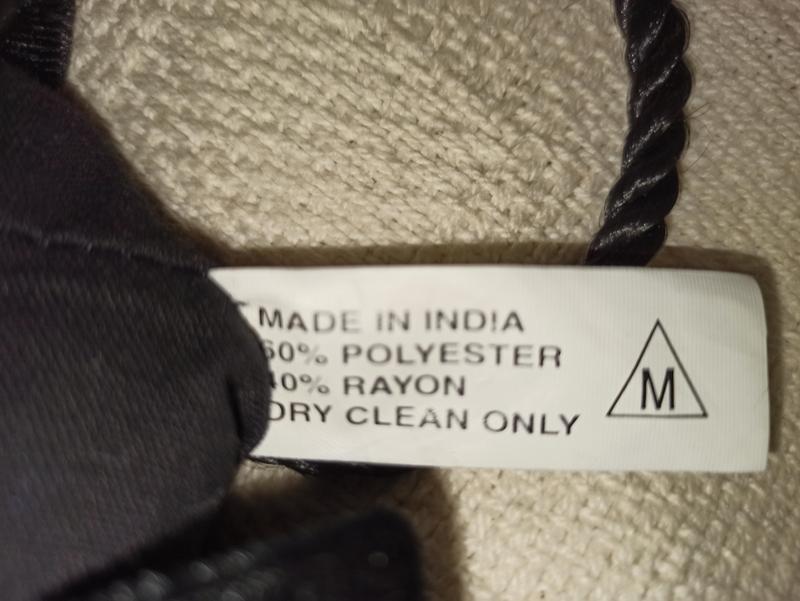 MADE IN INDIA
60% POLYESTER
40% RAYON
DRY CLEAN ONLY
M